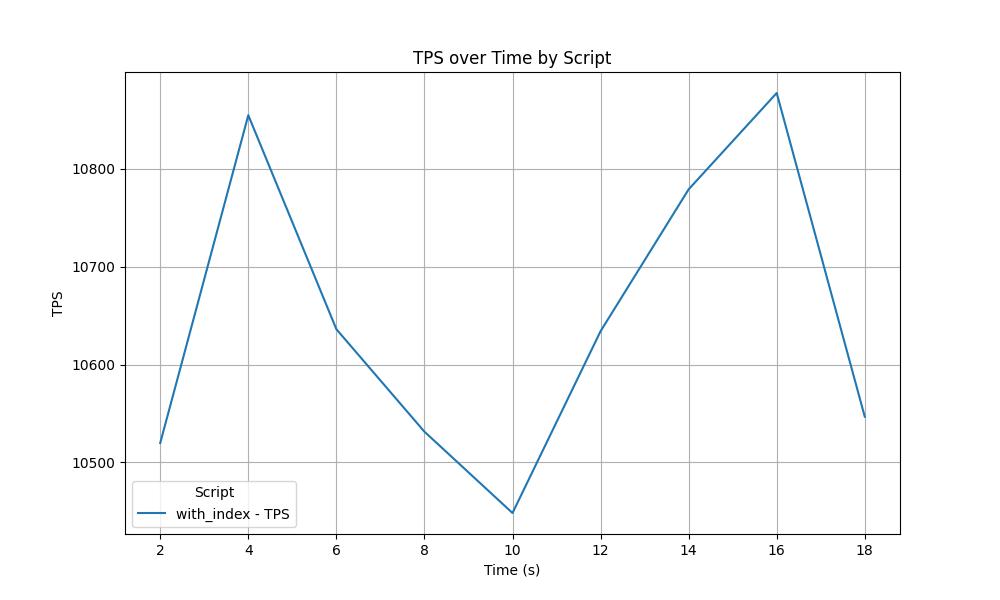 TPS over Time by Script
TPS
10800
10700
10600
10500
Script
with_index - TPS
2 4 6 8 10 12 14 16 18
Time (s)